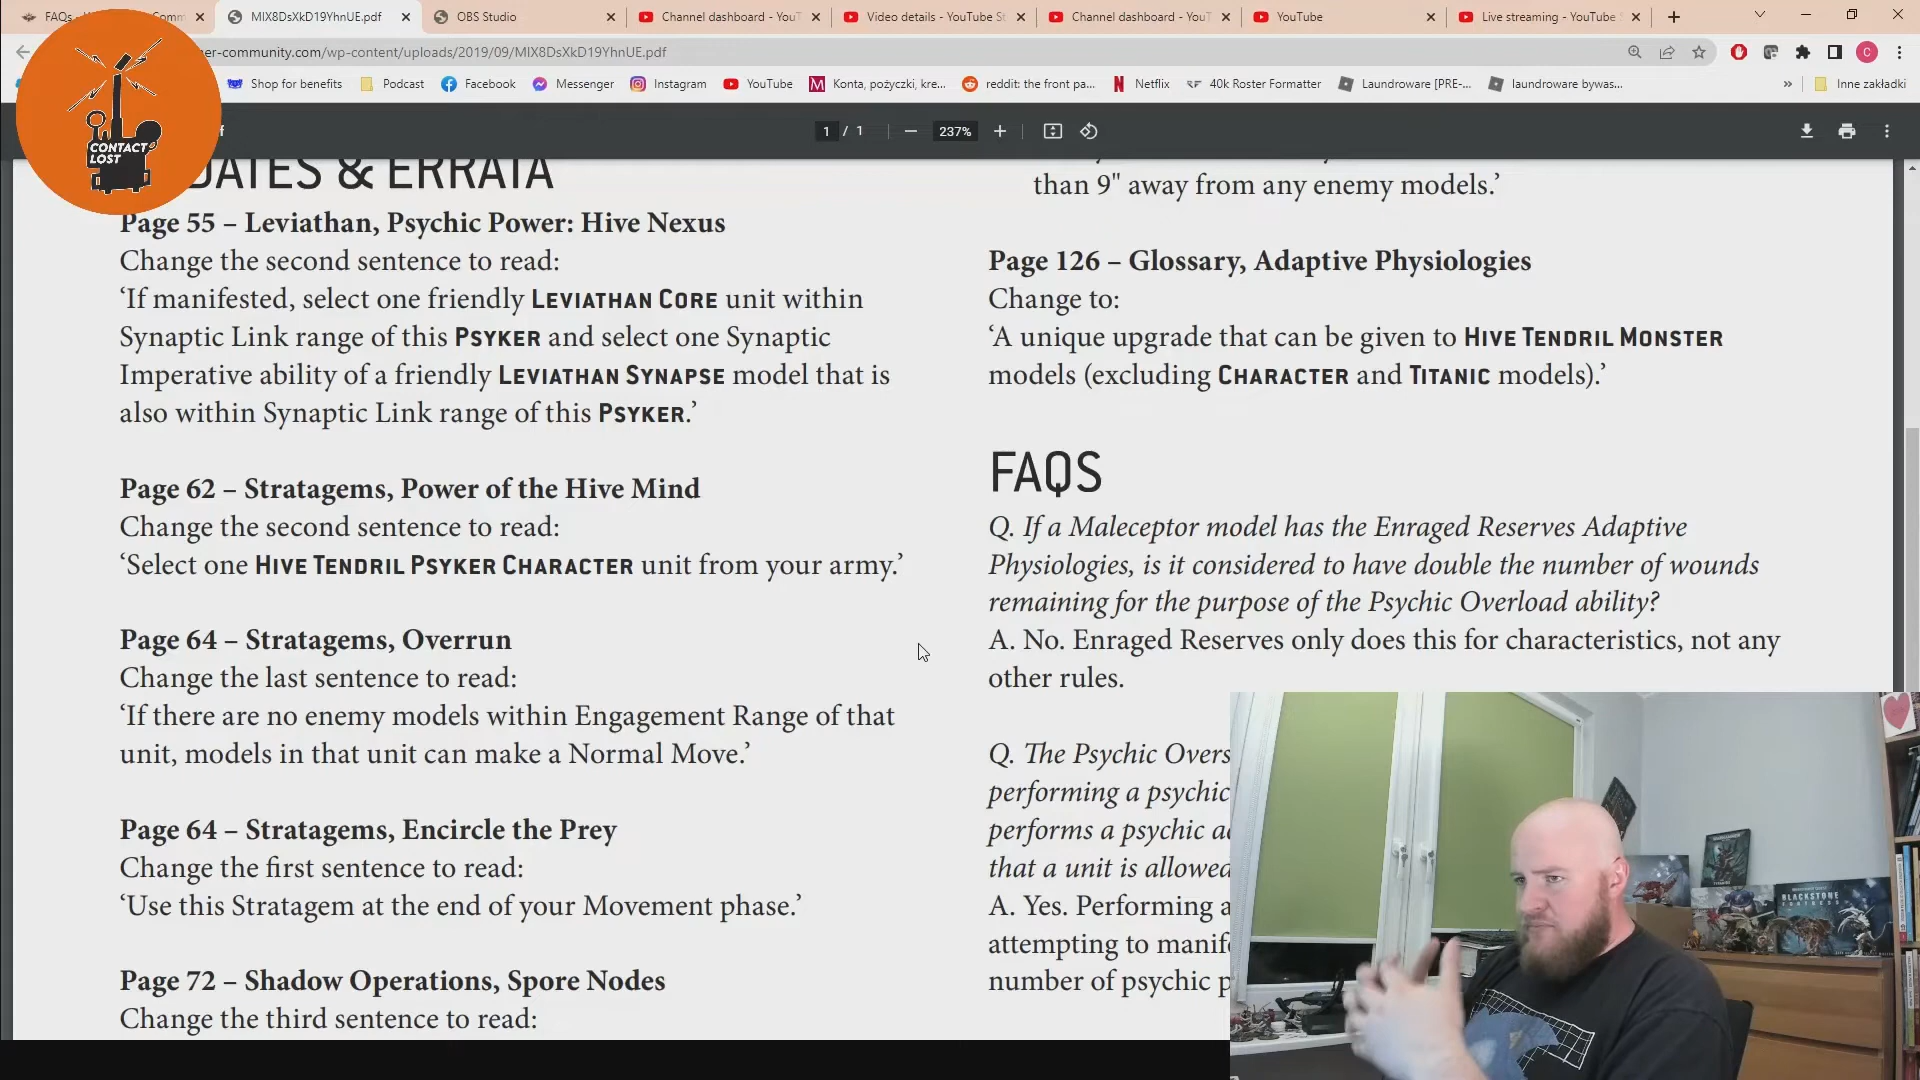 FAQs
MIX8DsXkD19YhnUE.pdf
OBS Studio
Channel dashboard - YouT
Video details - YouTube St
Channel dashboard - YouT
YouTube
Live streaming - YouTube
er-community.com/wp-content/uploads/2019/09/MIX8DsXkD19YhnUE.pdf
Shop for benefits
Podcast
Facebook
Messenger
Instagram
YouTube
Konta, pożyczki, kre...
reddit: the front pa...
Netflix
40k Roster Formatter
Laundroware [PRE-...
laundroware bywas...
Inne zakładki
1 / 1
237%
CONTACT
LOST
DATES & ERRATA
Page 55 – Leviathan, Psychic Power: Hive Nexus
Change the second sentence to read:
‘If manifested, select one friendly LEVIATHAN CORE unit within
Synaptic Link range of this PSYKER and select one Synaptic
Imperative ability of a friendly LEVIATHAN SYNAPSE model that is
also within Synaptic Link range of this PSYKER.’
Page 62 – Stratagems, Power of the Hive Mind
Change the second sentence to read:
‘Select one HIVE TENDRIL PSYKER CHARACTER unit from your army.’
Page 64 – Stratagems, Overrun
Change the last sentence to read:
‘If there are no enemy models within Engagement Range of that
unit, models in that unit can make a Normal Move.’
Page 64 – Stratagems, Encircle the Prey
Change the first sentence to read:
‘Use this Stratagem at the end of your Movement phase.’
Page 72 – Shadow Operations, Spore Nodes
Change the third sentence to read:
than 9" away from any enemy models.’
Page 126 – Glossary, Adaptive Physiologies
Change to:
‘A unique upgrade that can be given to HIVE TENDRIL MONSTER
models (excluding CHARACTER and TITANIC models).’
FAQS
Q. If a Maleceptor model has the Enraged Reserves Adaptive
Physiologies, is it considered to have double the number of wounds
remaining for the purpose of the Psychic Overload ability?
A. No. Enraged Reserves only does this for characteristics, not any
other rules.
Q. The Psychic Overs
performing a psychic
performs a psychic a
that a unit is allowed
A. Yes. Performing a
attempting to manif
number of psychic p
BLACKSTONE
FORTRESS